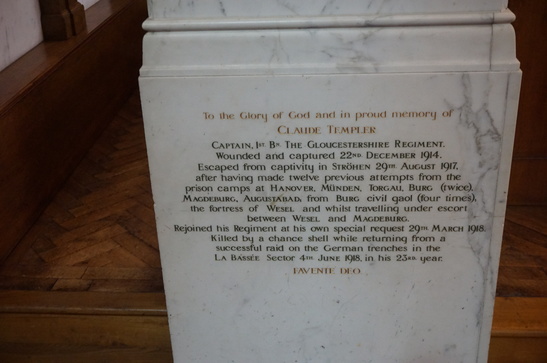 To the Glory of God and in proud memory of
CLAUDE TEMPLER
CAPTAIN, 1ST BN. THE GLOUCESTERSHIRE REGIMENT.
Wounded and captured 22ND DECEMBER 1914.
Escaped from captivity in STRÖHEN 29TH AUGUST 1917,
after having made twelve previous attempts from the
prison camps at HANOVER, MÜNDEN, TORGAU, BURG (twice),
MAGDEBURG, AUGUSTABAD, from BURG civil gaol (four times),
the fortress of WESEL and whilst travelling under escort
between WESEL and MAGDEBURG.
Rejoined his Regiment at his own special request 29TH MARCH 1918.
Killed by a chance shell while returning from a
successful raid on the German trenches in the
LA BASSÉE Sector 4TH JUNE 1918, in his 23RD year.
FAVENTE DEO.